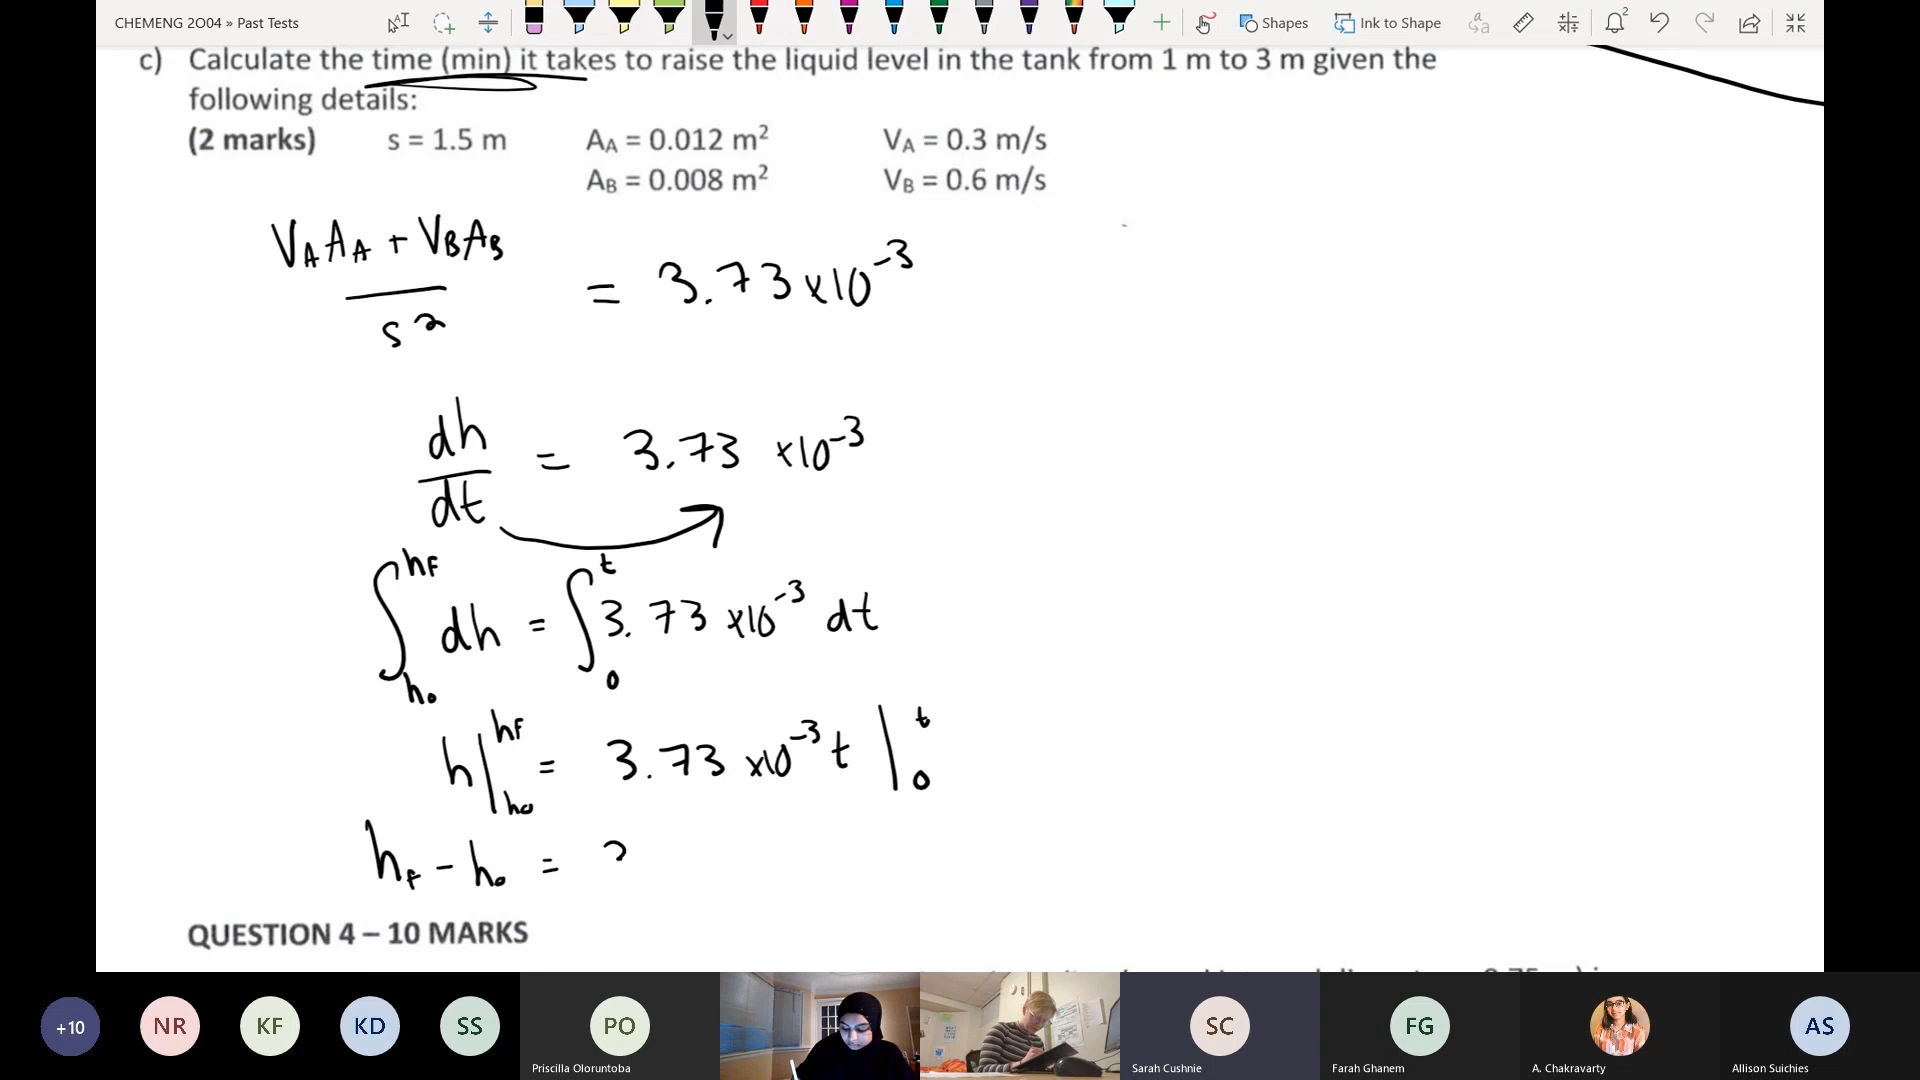 CHEMENG 2O04 » Past Tests
Shapes
Ink to Shape
2
c) Calculate the time (min) it takes to raise the liquid level in the tank from 1 m to 3 m given the
following details:
(2 marks) s = 1.5 m A_A = 0.012 m² V_A = 0.3 m/s
A_B = 0.008 m² V_B = 0.6 m/s
V_A A_A + V_B A_B
= 3.73 x10⁻³
s²
dh
= 3.73 x10⁻³
dt
∫_{h₀}^{hF} dh = ∫_0^t 3.73 x10⁻³ dt
h|_{h₀}^{hF} = 3.73 x10⁻³ t |_0^t
h_f - h₀ =
QUESTION 4 – 10 MARKS
+10
NR
KF
KD
SS
PO
Priscilla Oloruntoba
SC
Sarah Cushnie
FG
Farah Ghanem
A. Chakravarty
AS
Allison Suichies